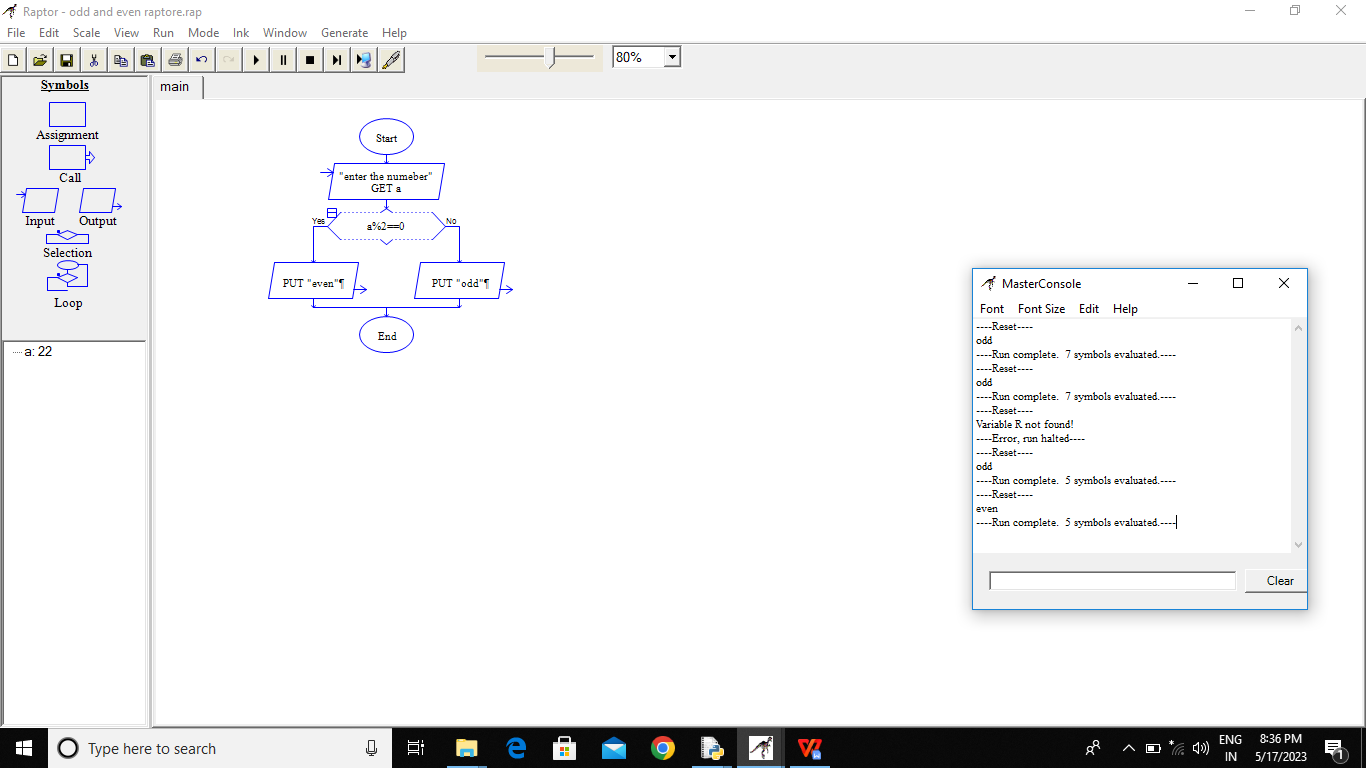 Raptor - odd and even raptore.rap
File Edit Scale View Run Mode Ink Window Generate Help
80%
Symbols
Assignment
Call
Input Output
Selection
Loop
a: 22
main
Start
"enter the numeber"
GET a
Yes
No
a%2==0
PUT "even"¶
PUT "odd"¶
End
MasterConsole
Font Font Size Edit Help
----Reset----
odd
----Run complete.  7 symbols evaluated.----
----Reset----
odd
----Run complete.  7 symbols evaluated.----
----Reset----
Variable R not found!
----Error, run halted----
----Reset----
odd
----Run complete.  5 symbols evaluated.----
----Reset----
even
----Run complete.  5 symbols evaluated.----
Clear
Type here to search
ENG
IN
8:36 PM
5/17/2023
1